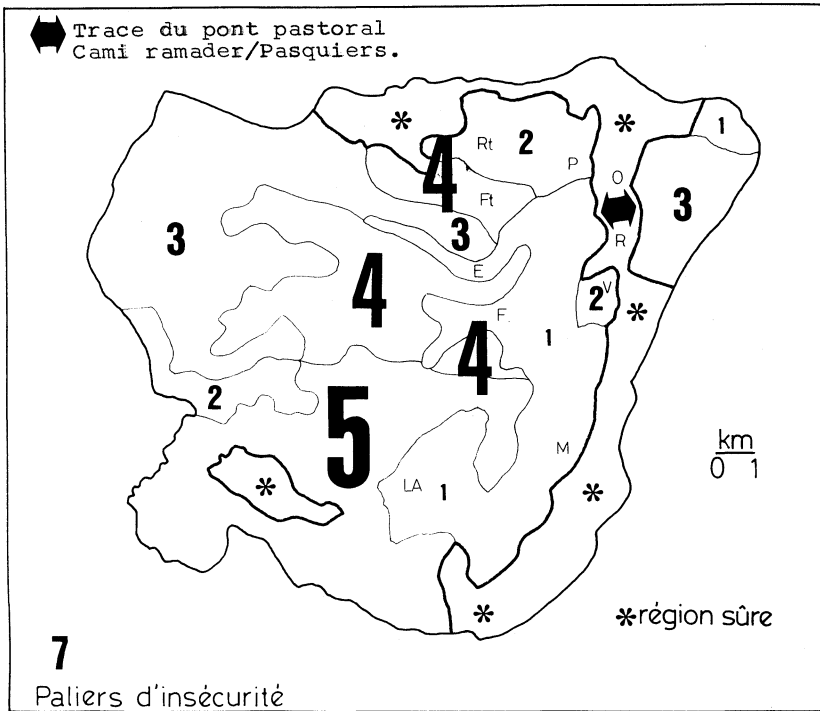 Trace du pont pastoral
Cami ramader/Pasquiers.
*
*
1
Rt
2
4
P
O
Ft
3
R
3
3
E
4
2
V
*
F.
1
4
2
5
M
km
0 1
*
LA
1
*
*
*région sûre
7
Paliers d'insécurité